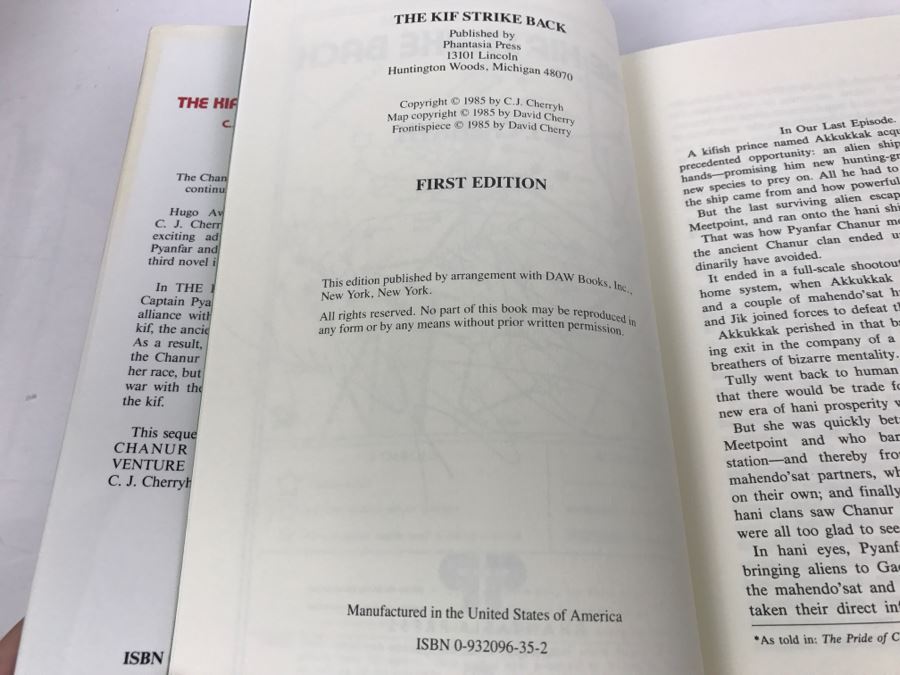 THE KIF
C.
The Chan
continu
Hugo Av
C. J. Cherr
exciting ad
Pyanfar and
third novel i
In THE
Captain Pya
alliance with
kif, the ancie
As a result,
the Chanur
her race, but
war with the
the kif.
This seque
CHANUR
VENTURE
C. J. Cherryh
ISBN
THE KIF STRIKE BACK
Published by
Phantasia Press
13101 Lincoln
Huntington Woods, Michigan 48070
Copyright © 1985 by C.J. Cherryh
Map copyright © 1985 by David Cherry
Frontispiece © 1985 by David Cherry
FIRST EDITION
This edition published by arrangement with DAW Books, Inc.,
New York, New York.
All rights reserved. No part of this book may be reproduced in
any form or by any means without prior written permission.
Manufactured in the United States of America
ISBN 0-932096-35-2
In Our Last Episode.
A kifish prince named Akkukkak acqu
precedented opportunity: an alien ship
hands—promising him new hunting-gr
new species to prey on. All he had to
the ship came from and how powerful
But the last surviving alien escap
Meetpoint, and ran onto the hani shi
That was how Pyanfar Chanur m
the ancient Chanur clan ended u
dinarily have avoided.
It ended in a full-scale shootou
home system, when Akkukkak
and a couple of mahendo'sat h
and Jik joined forces to defeat t
Akkukkak perished in that b
ing exit in the company of a
breathers of bizarre mentality.
Tully went back to human
that there would be trade fo
new era of hani prosperity w
But she was quickly bet
Meetpoint and who bar
station—and thereby fro
mahendo'sat partners, wh
on their own; and finally
hani clans saw Chanur
were all too glad to see
In hani eyes, Pyanf
bringing aliens to Gao
the mahendo'sat and
taken their direct inf
*As told in: The Pride of C